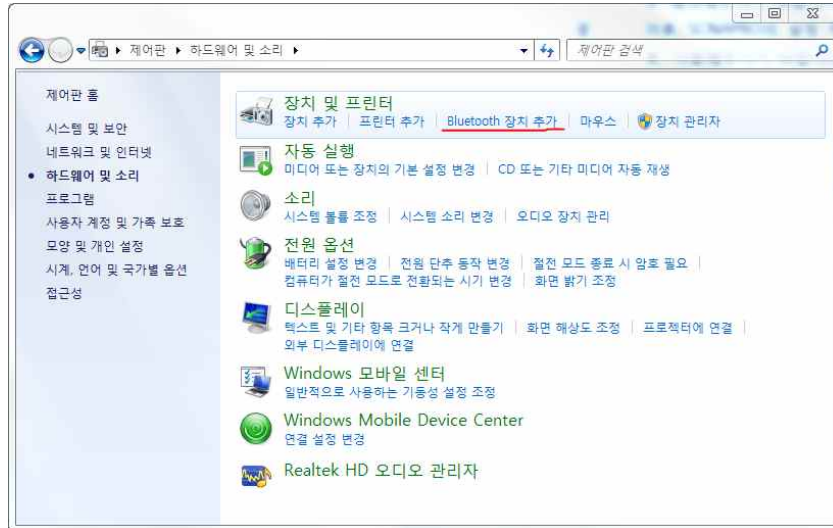 제어판 ▸ 하드웨어 및 소리 ▸
제어판 검색
제어판 홈
시스템 및 보안
네트워크 및 인터넷
하드웨어 및 소리
프로그램
사용자 계정 및 가족 보호
모양 및 개인 설정
시계, 언어 및 국가별 옵션
접근성
장치 및 프린터
장치 추가 | 프린터 추가 | Bluetooth 장치 추가 | 마우스 | 장치 관리자
자동 실행
미디어 또는 장치의 기본 설정 변경 | CD 또는 기타 미디어 자동 재생
소리
시스템 볼륨 조정 | 시스템 소리 변경 | 오디오 장치 관리
전원 옵션
배터리 설정 변경 | 전원 단추 동작 변경 | 절전 모드 종료 시 암호 필요 |
컴퓨터가 절전 모드로 전환되는 시기 변경 | 화면 밝기 조정
디스플레이
텍스트 및 기타 항목 크거나 작게 만들기 | 화면 해상도 조정 | 프로젝터에 연결 |
외부 디스플레이에 연결
Windows 모바일 센터
일반적으로 사용하는 기동성 설정 조정
Windows Mobile Device Center
연결 설정 변경
Realtek HD 오디오 관리자